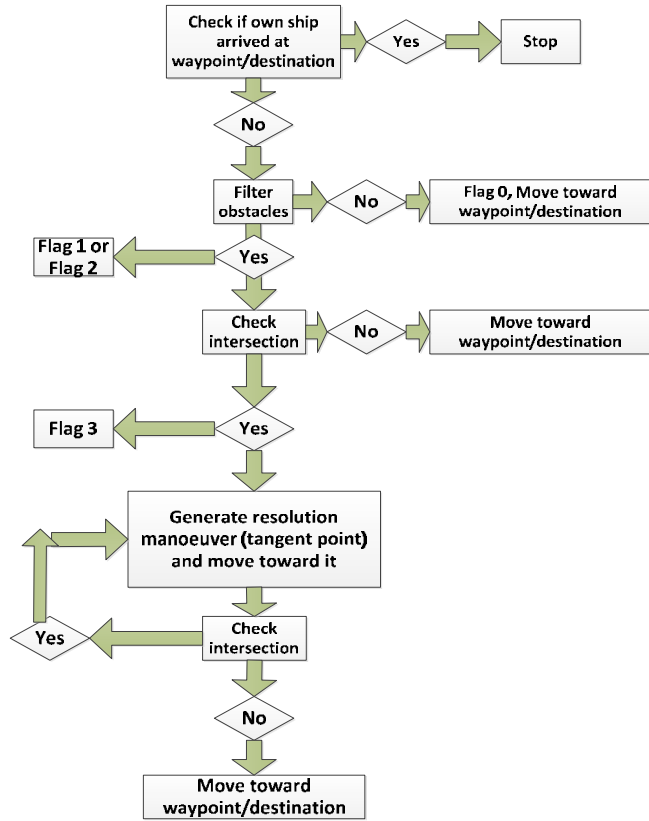 Check if own ship
arrived at
waypoint/destination
Yes
Stop
No
Filter
obstacles
No
Flag 0, Move toward
waypoint/destination
Flag 1 or
Flag 2
Yes
Check
intersection
No
Move toward
waypoint/destination
Flag 3
Yes
Generate resolution
manoeuver (tangent point)
and move toward it
Yes
Check
intersection
No
Move toward
waypoint/destination